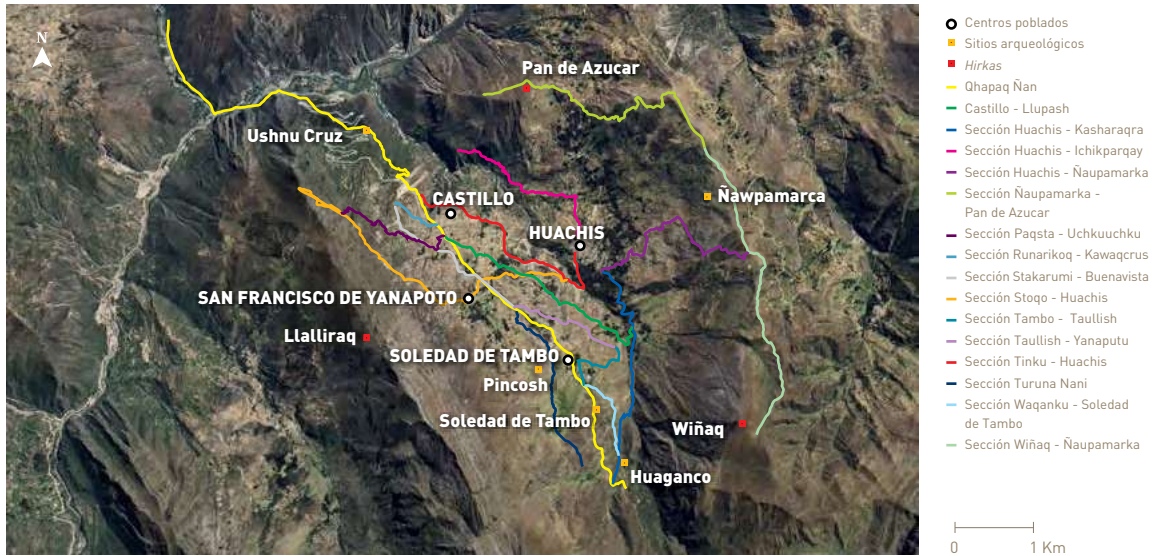 N
Pan de Azucar
Ushnu Cruz
CASTILLO
Ñawpamarca
HUACHIS
SAN FRANCISCO DE YANAPOTO
Llalliraq
SOLEDAD DE TAMBO
Pincosh
Soledad de Tambo
Wiñaq
Huaganco
Centros poblados
Sitios arqueológicos
Hirkas
Qhapaq Ñan
Castillo - Llupash
Sección Huachis - Kasharaqra
Sección Huachis - Ichikparqay
Sección Huachis - Ñaupamarka
Sección Ñaupamarka -
Pan de Azucar
Sección Paqsta - Uchkuuchku
Sección Runarikoq - Kawaqcrus
Sección Stakarumi - Buenavista
Sección Stoqo - Huachis
Sección Tambo - Taullish
Sección Taullish - Yanaputu
Sección Tinku - Huachis
Sección Turuna Nani
Sección Waqanku - Soledad
de Tambo
Sección Wiñaq - Ñaupamarka
0 1 Km